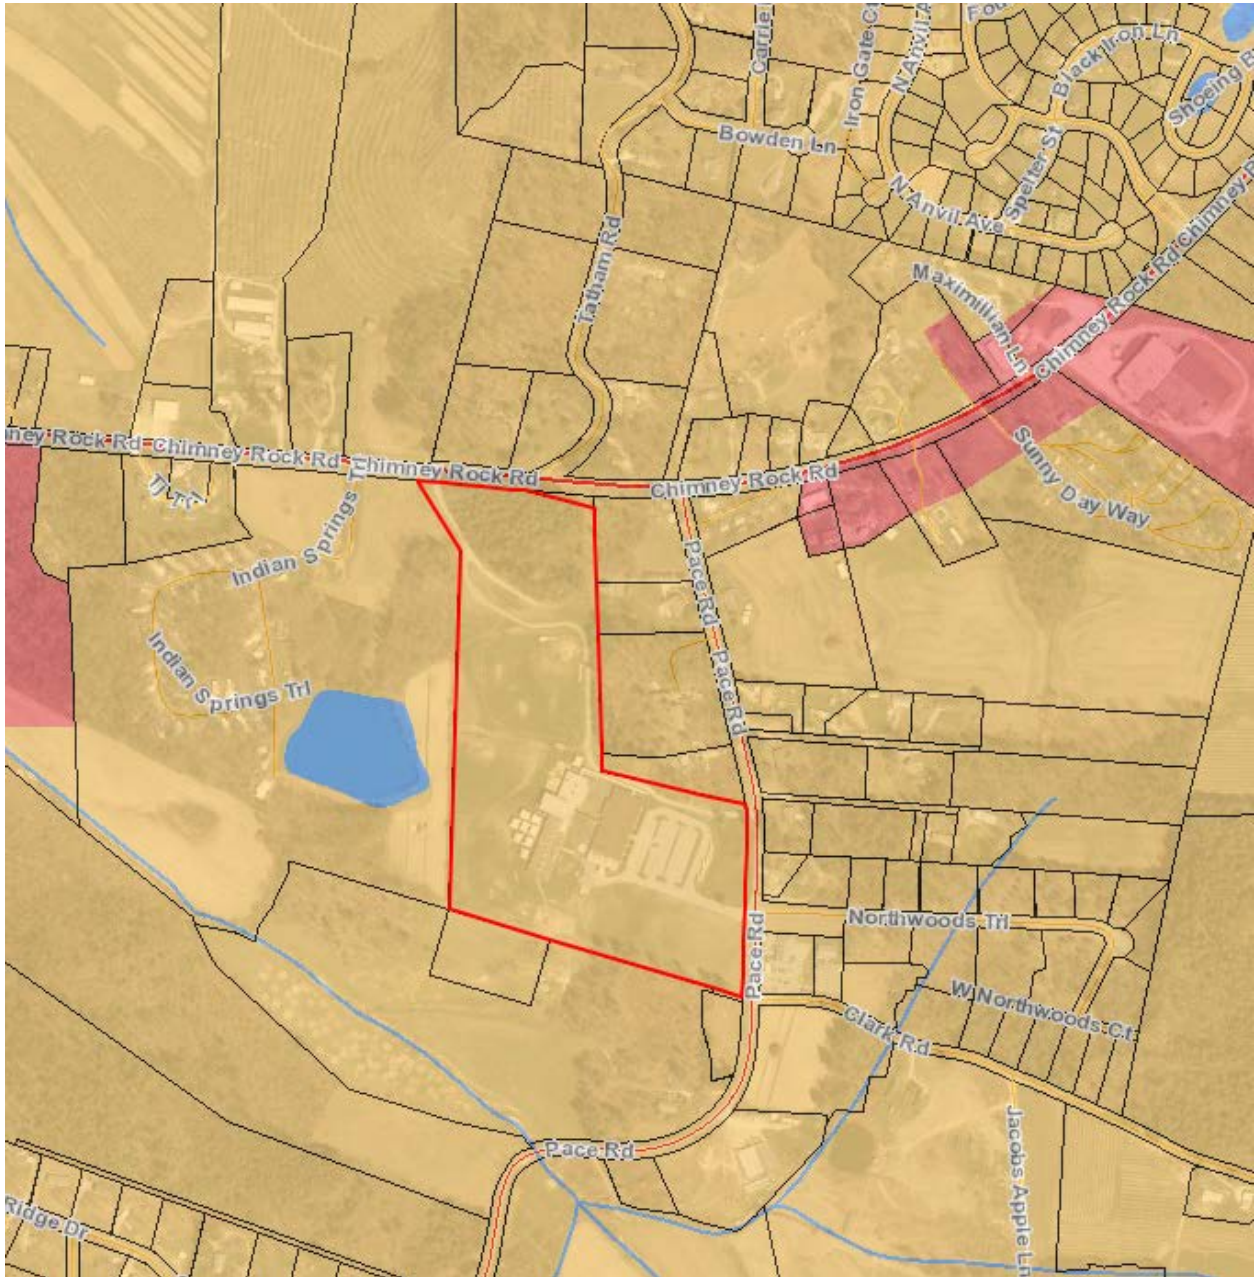 Fou
Carrie
Iron Gate Ct
N Anvil A
Black Iron Ln
Shoeing B
Bowden Ln
Spelter St
N Anvil Ave
Chimney R
Tatham Rd
Maximillian Ln
Chimney Rock Rd
Chimney Rock Rd
ney Rock Rd
Chimney Rock Rd
Chimney Rock Rd
Chimney Rock Rd
Sunny Day Way
Indian Springs Trl
Pace Rd
Indian Springs Trl
Pace Rd
Northwoods Trl
Pace Rd
W Northwoods Ct
Clark Rd
Pace Rd
Jacobs Apple Ln
Ridge Dr